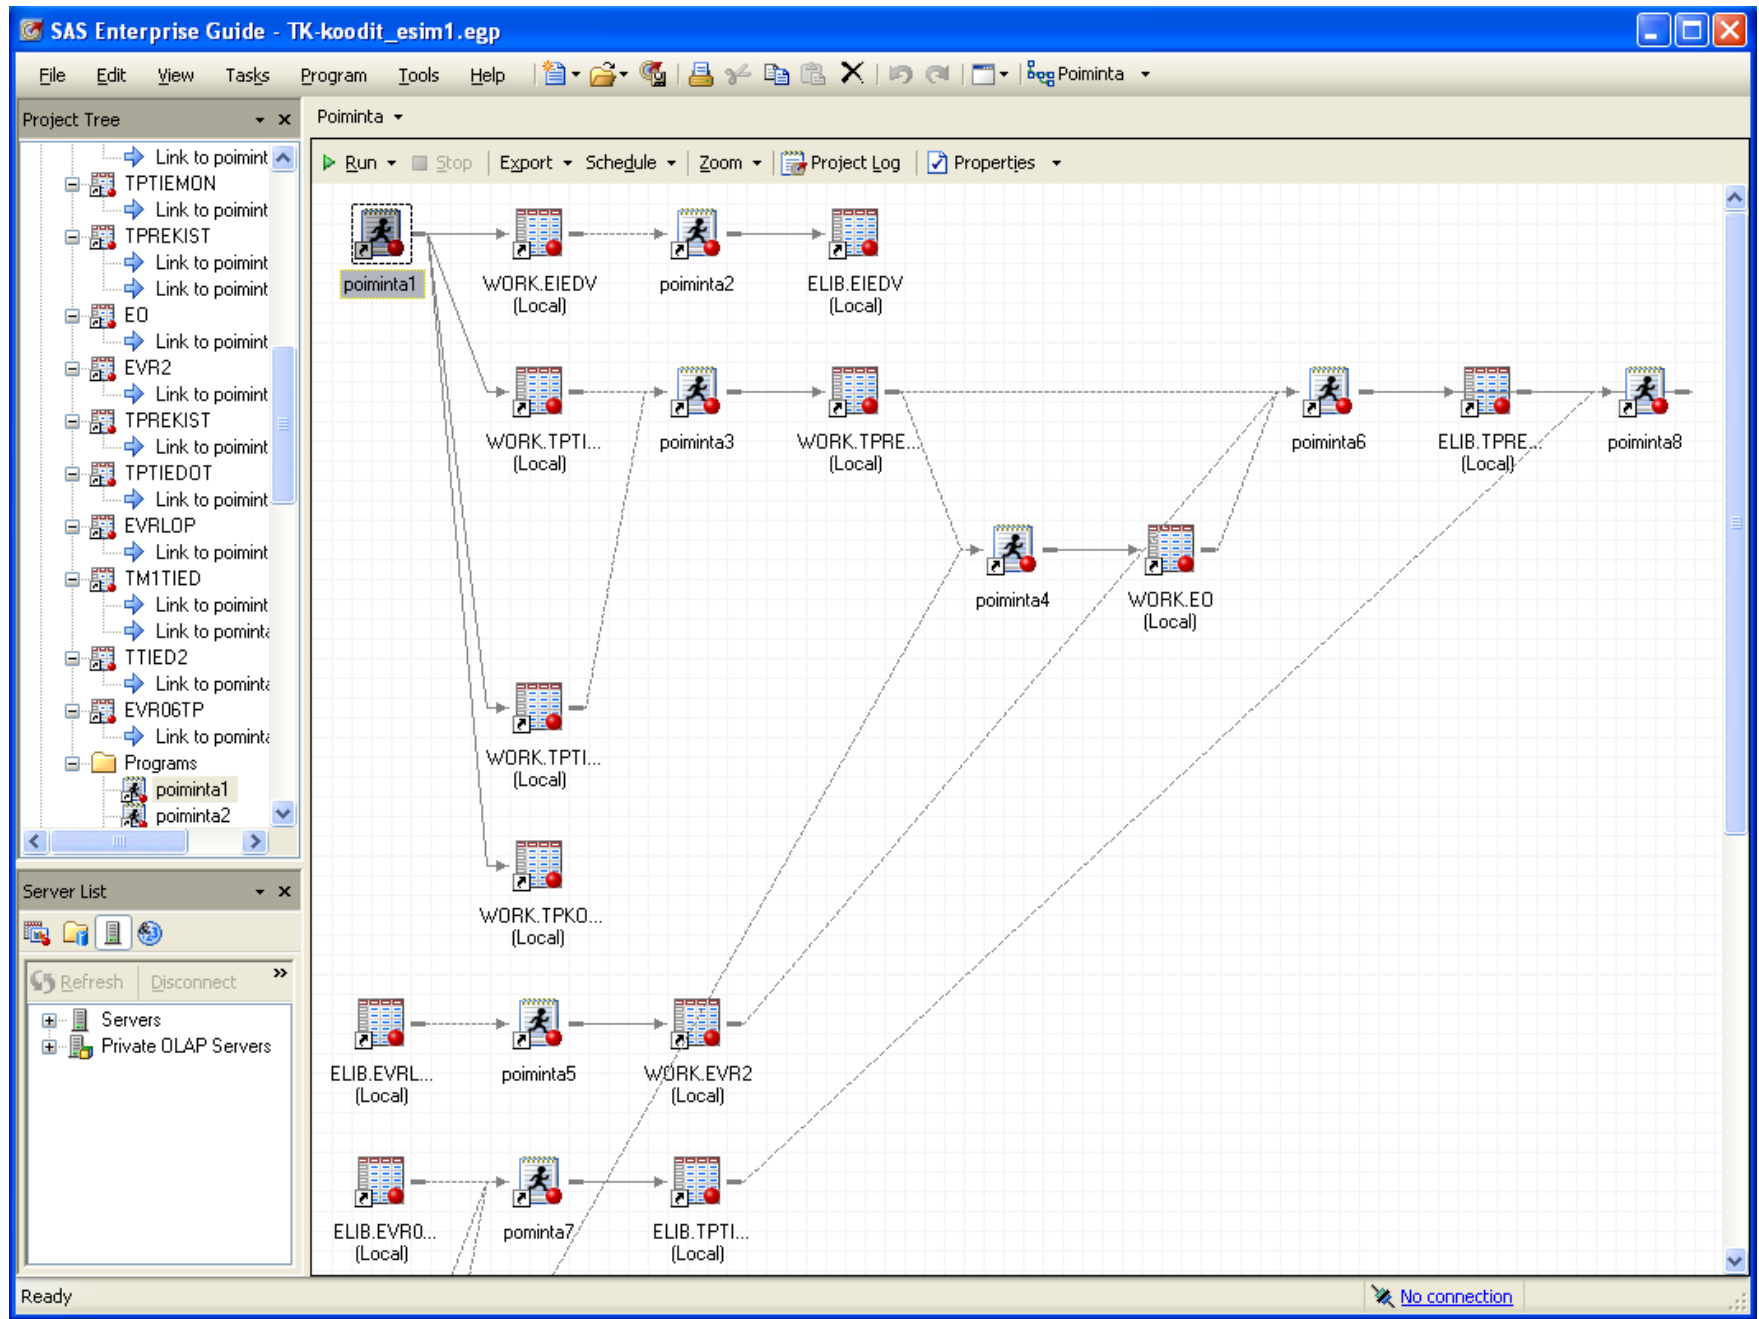 SAS Enterprise Guide - TK-koodit_esim1.egp
File Edit View Tasks Program Tools Help Poiminta
Project Tree
Link to poimint
TPTIEMON
Link to poimint
TPREKIST
Link to poimint
Link to poimint
EO
Link to poimint
EVR2
Link to poimint
TPREKIST
Link to poimint
TPTIEDOT
Link to poimint
EVRLOP
Link to poimint
TM1TIED
Link to poimint
Link to pominta
TTIED2
Link to pominta
EVR06TP
Link to pominta
Programs
poiminta1
poiminta2
Server List
Refresh Disconnect »
Servers
Private OLAP Servers
Poiminta
Run Stop Export Schedule Zoom Project Log Properties
poiminta1
WORK.EIEDV
(Local)
poiminta2
ELIB.EIEDV
(Local)
WORK.TPTI...
(Local)
poiminta3
WORK.TPRE...
(Local)
poiminta6
ELIB.TPRE...
(Local)
poiminta8
poiminta4
WORK.EO
(Local)
WORK.TPTI...
(Local)
WORK.TPKO...
(Local)
ELIB.EVRL...
(Local)
poiminta5
WORK.EVR2
(Local)
ELIB.EVR0...
(Local)
pominta7
ELIB.TPTI...
(Local)
Ready
No connection